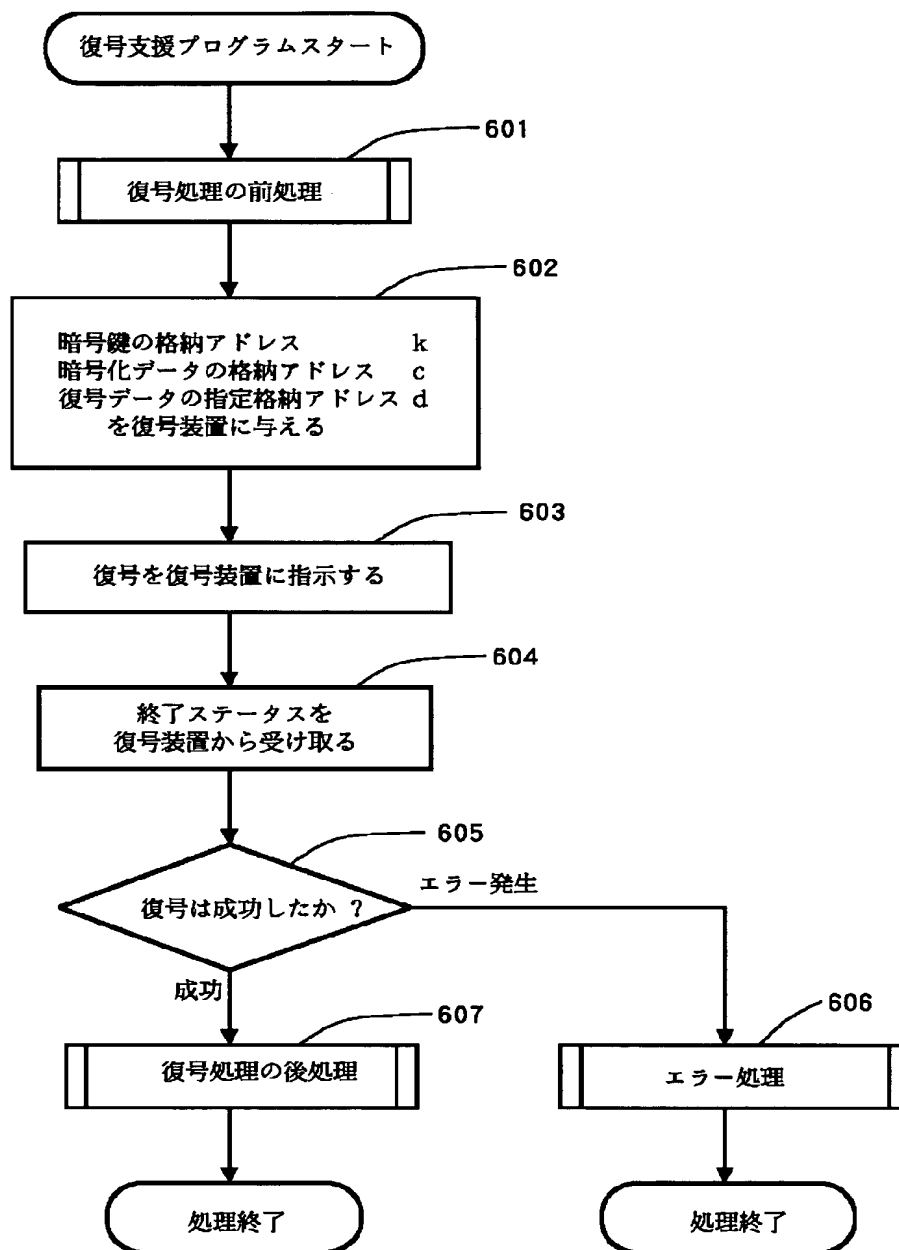 復号支援プログラムスタート
601
復号処理の前処理
602
暗号鍵の格納アドレス k
暗号化データの格納アドレス c
復号データの指定格納アドレス d
を復号装置に与える
603
復号を復号装置に指示する
604
終了ステータスを
復号装置から受け取る
605
復号は成功したか ?
エラー発生
成功
607
復号処理の後処理
606
エラー処理
処理終了
処理終了